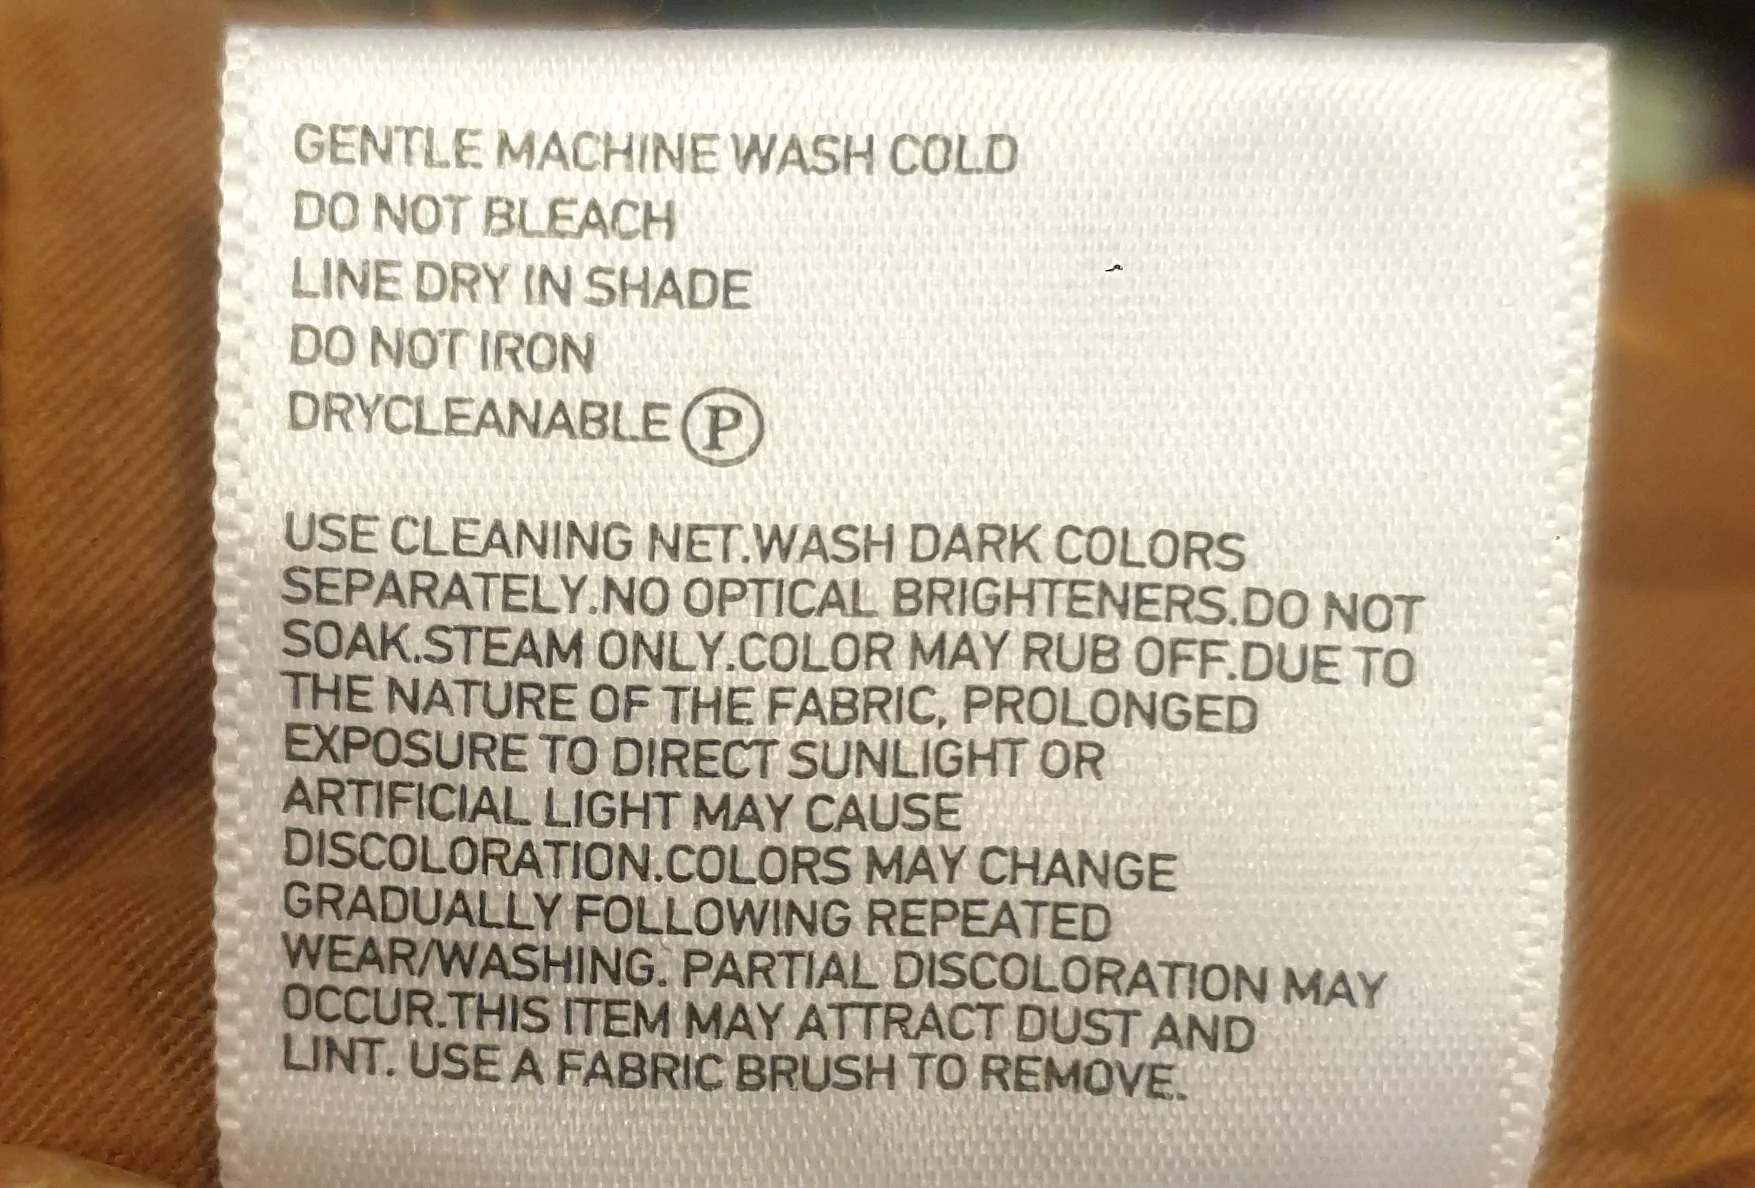 GENTLE MACHINE WASH COLD
DO NOT BLEACH
LINE DRY IN SHADE
DO NOT IRON
DRYCLEANABLE Ⓟ
USE CLEANING NET.WASH DARK COLORS
SEPARATELY.NO OPTICAL BRIGHTENERS.DO NOT
SOAK.STEAM ONLY.COLOR MAY RUB OFF.DUE TO
THE NATURE OF THE FABRIC, PROLONGED
EXPOSURE TO DIRECT SUNLIGHT OR
ARTIFICIAL LIGHT MAY CAUSE
DISCOLORATION.COLORS MAY CHANGE
GRADUALLY FOLLOWING REPEATED
WEAR/WASHING. PARTIAL DISCOLORATION MAY
OCCUR.THIS ITEM MAY ATTRACT DUST AND
LINT. USE A FABRIC BRUSH TO REMOVE.